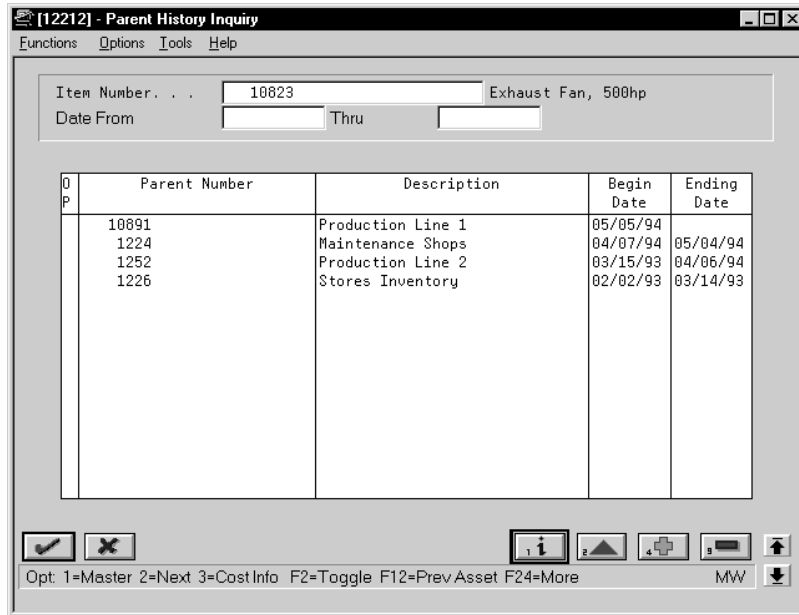 [12212] - Parent History Inquiry
Functions Options Tools Help
Item Number. . . 10823 Exhaust Fan, 500hp
Date From Thru
O
P Parent Number Description Begin Date Ending Date
10891 Production Line 1 05/05/94
1224 Maintenance Shops 04/07/94 05/04/94
1252 Production Line 2 03/15/93 04/06/94
1226 Stores Inventory 02/02/93 03/14/93
1 i 2 4 9
Opt: 1=Master 2=Next 3=CostInfo F2=Toggle F12=Prev Asset F24=More MW